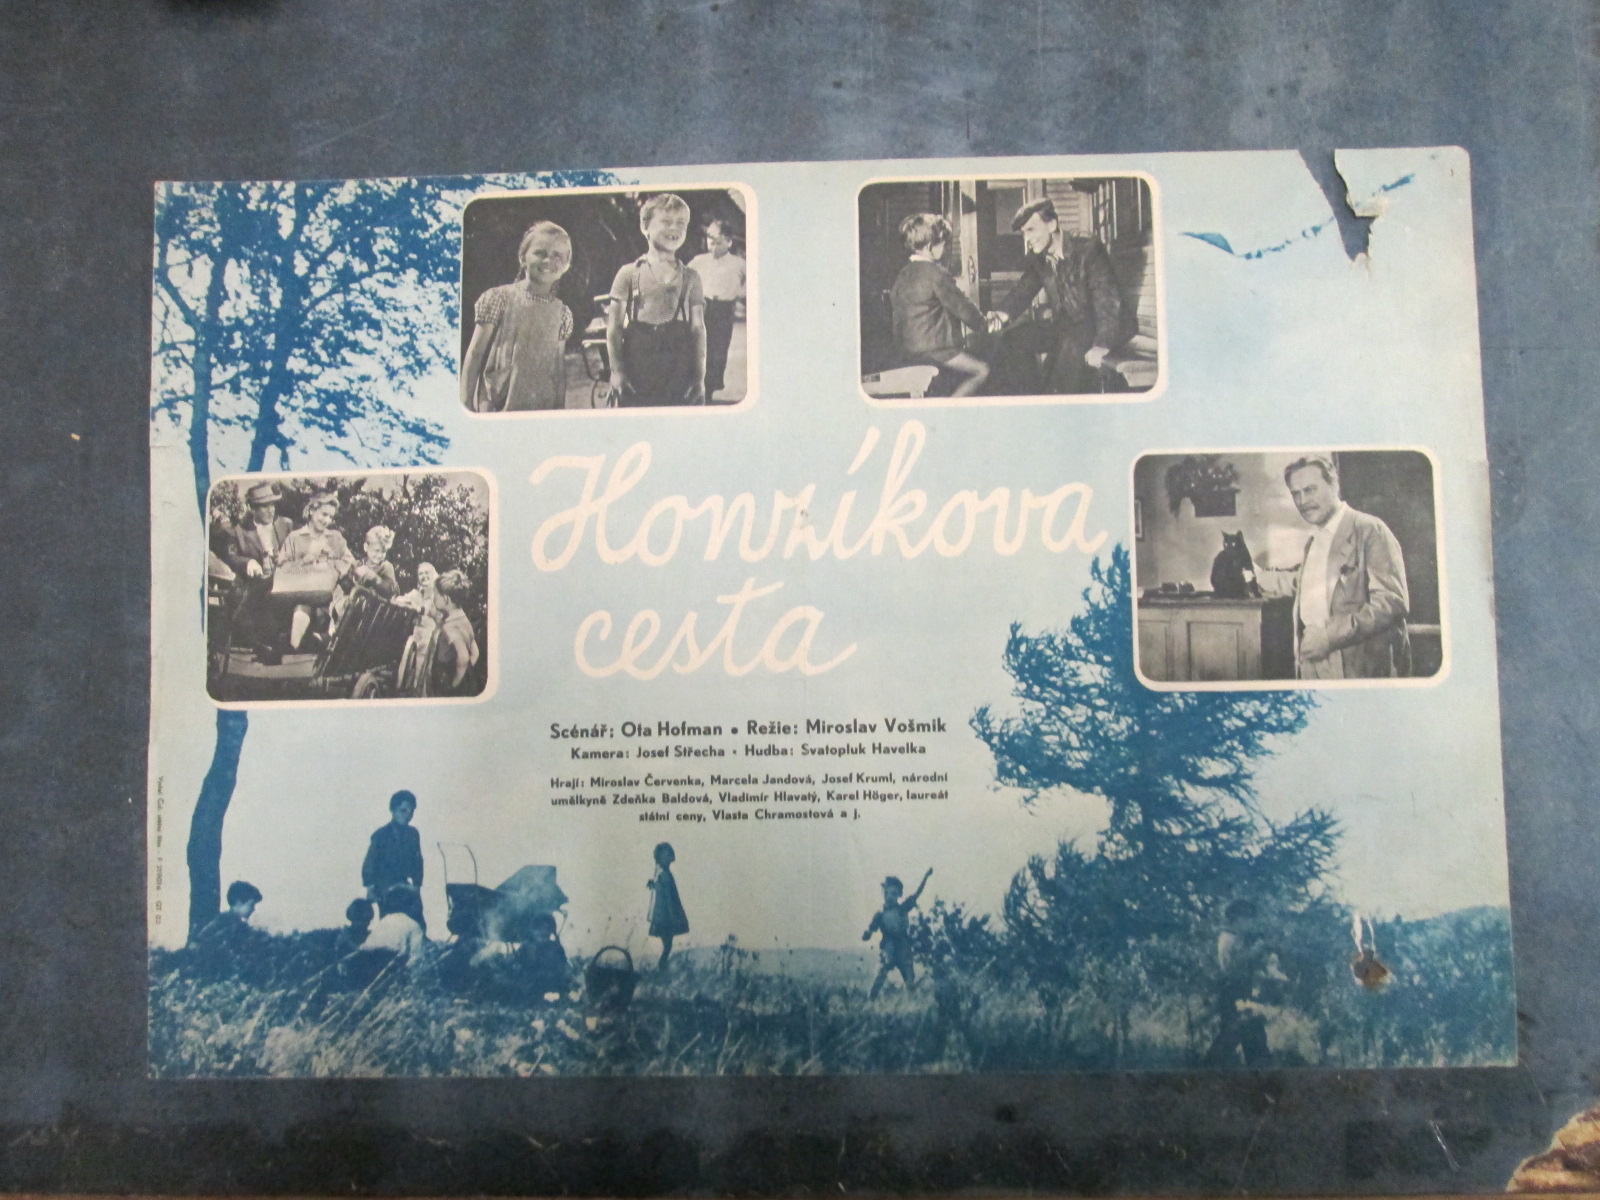 Honzíkova
cesta
Scénář: Ota Hofman • Režie: Miroslav Vošmik
Kamera: Josef Střecha • Hudba: Svatopluk Havelka
Hrají: Miroslav Červenka, Marcela Jandová, Josef Kruml, národní
umělkyně Zdeňka Baldová, Vladimír Hlavatý, Karel Höger, laureát
státní ceny, Vlasta Chramostová a j.